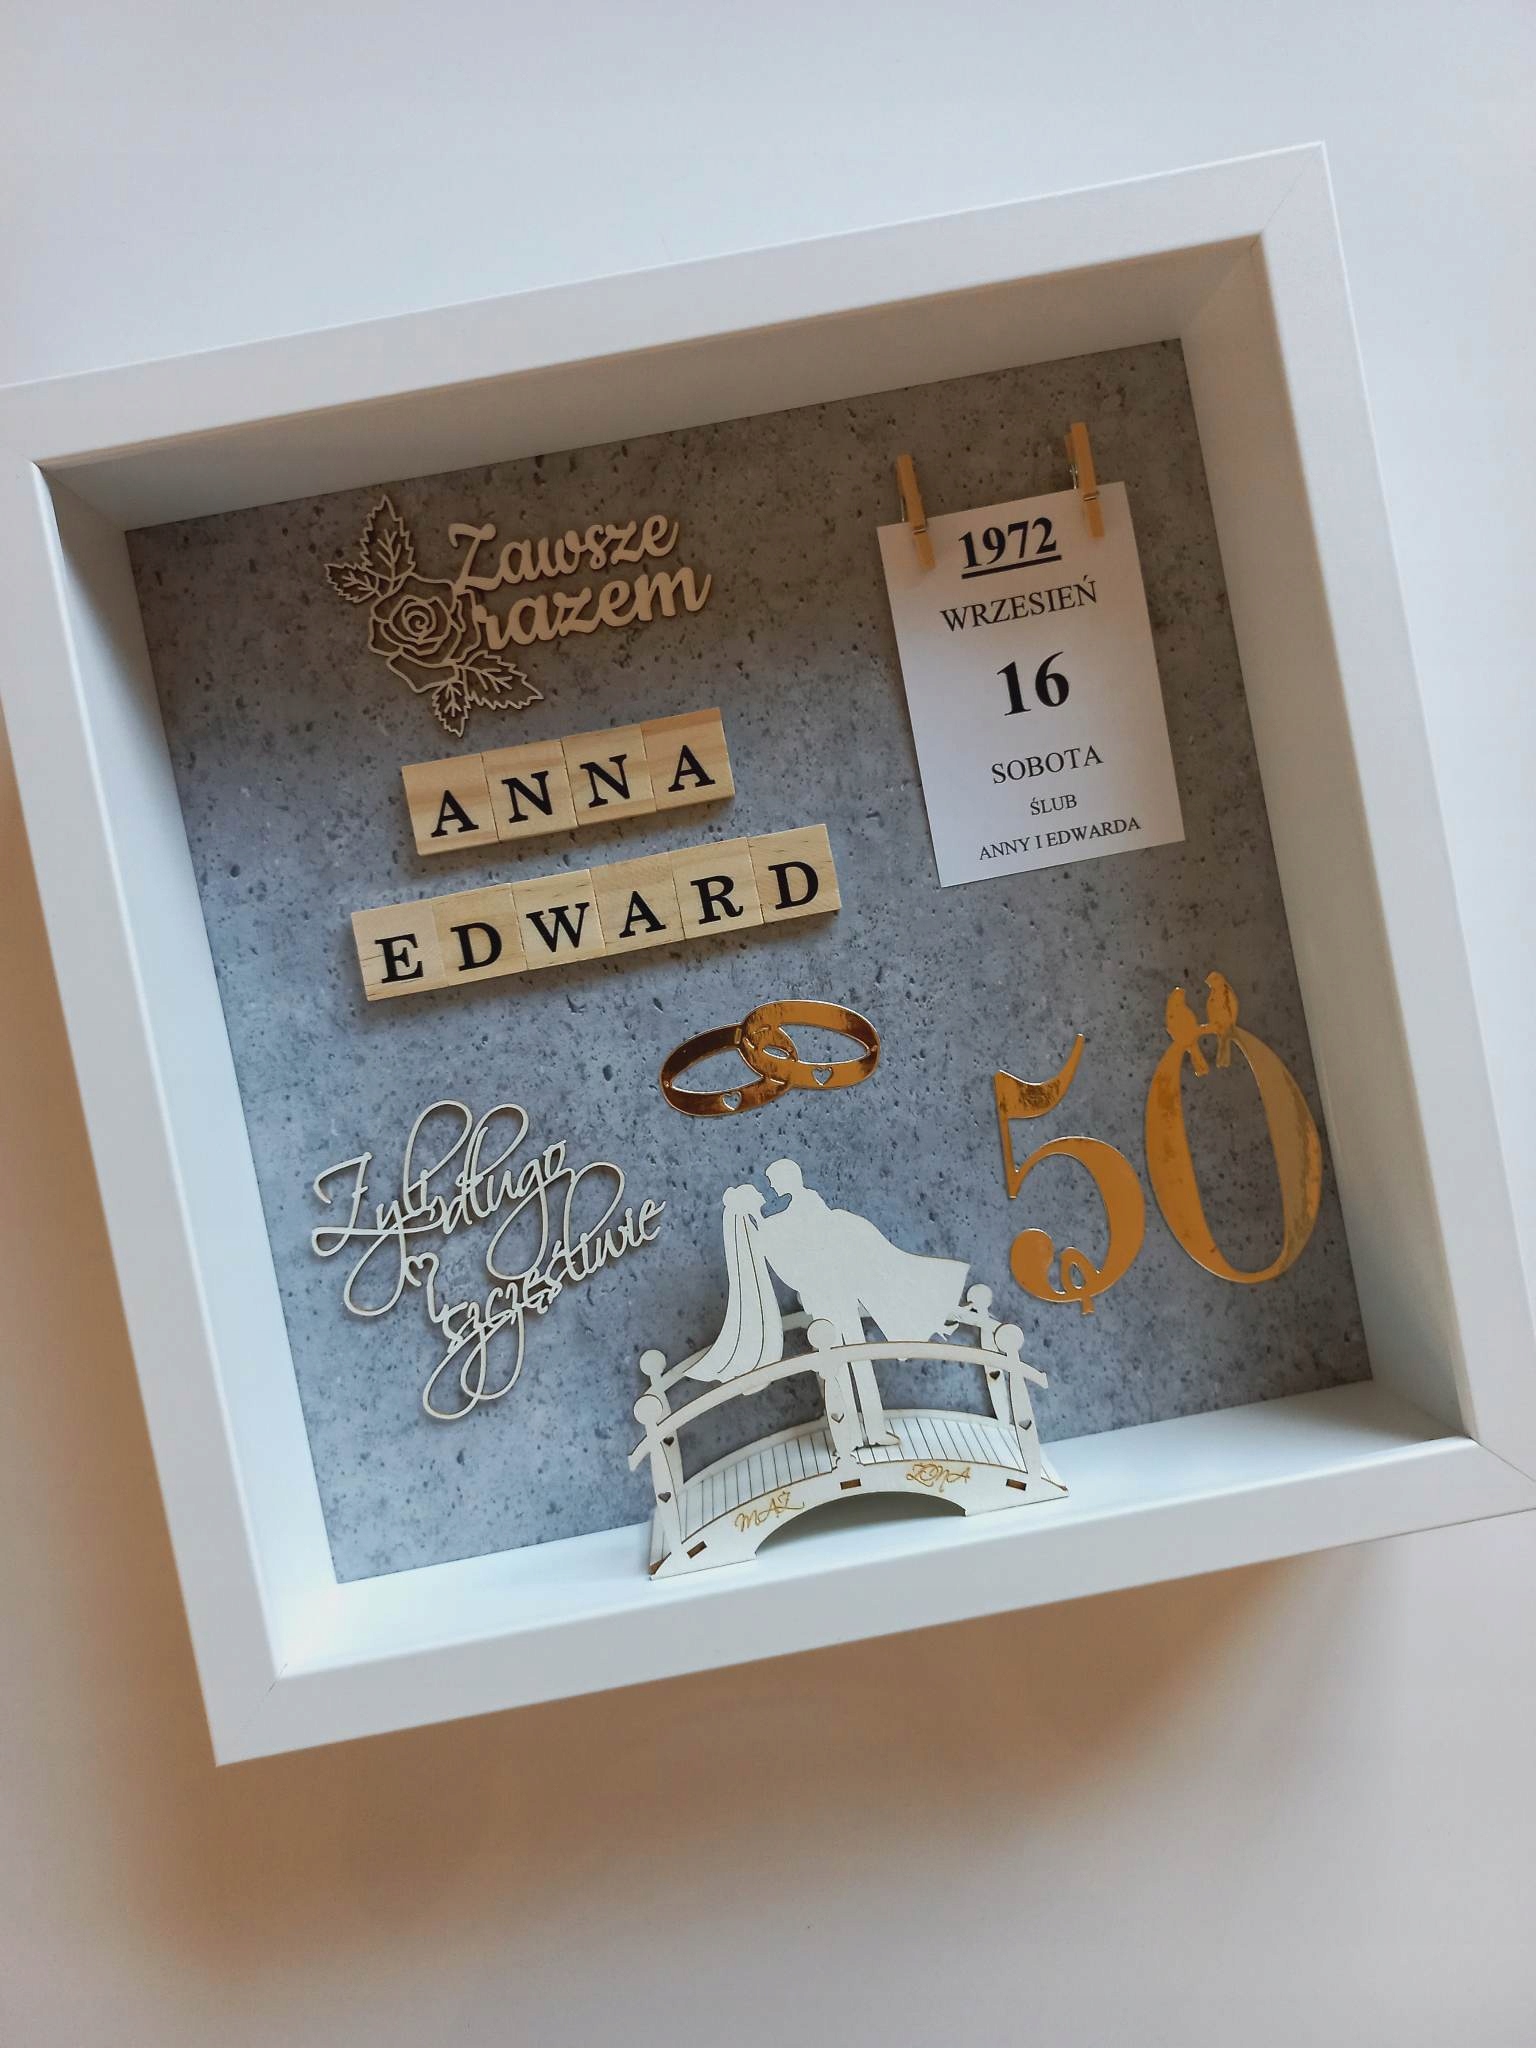 Zawsze
razem
1972
WRZESIEŃ
16
SOBOTA
ŚLUB
ANNY I EDWARDA
ANNA
EDWARD
50
Żyli długo
i
szczęśliwie
MĄŻ
ŻONA